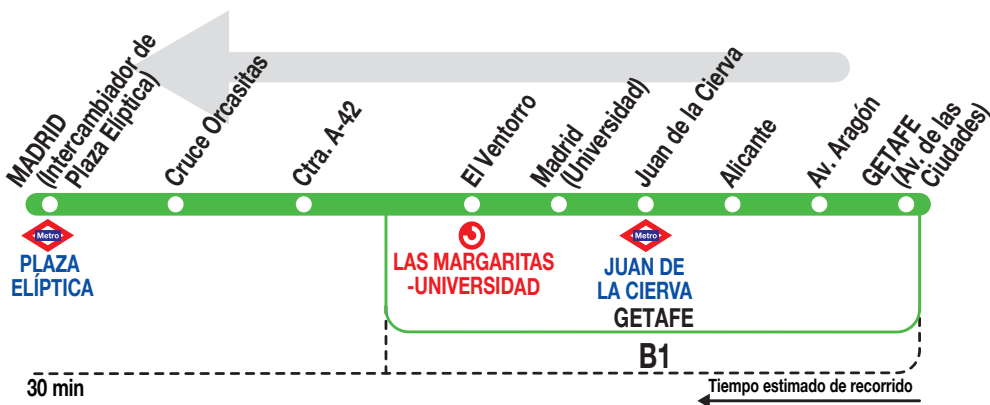 MADRID
(Intercambiador de
Plaza Elíptica)
Cruce Orcasitas
Ctra. A-42
El Ventorro
Madrid
(Universidad)
Juan de la Cierva
Alicante
Av. Aragón
GETAFE
(Av. de las
Ciudades)
Metro
PLAZA
ELÍPTICA
LAS MARGARITAS
-UNIVERSIDAD
Metro
JUAN DE
LA CIERVA
GETAFE
B1
30 min
Tiempo estimado de recorrido